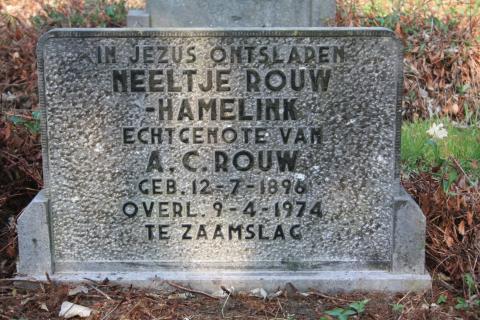 IN JEZUS ONTSLAPEN
NEELTJE ROUW
-HAMELINK
ECHTGENOTE VAN
A. C. ROUW
GEB. 12-7-1896
OVERL. 9-4-1974
TE ZAAMSLAG